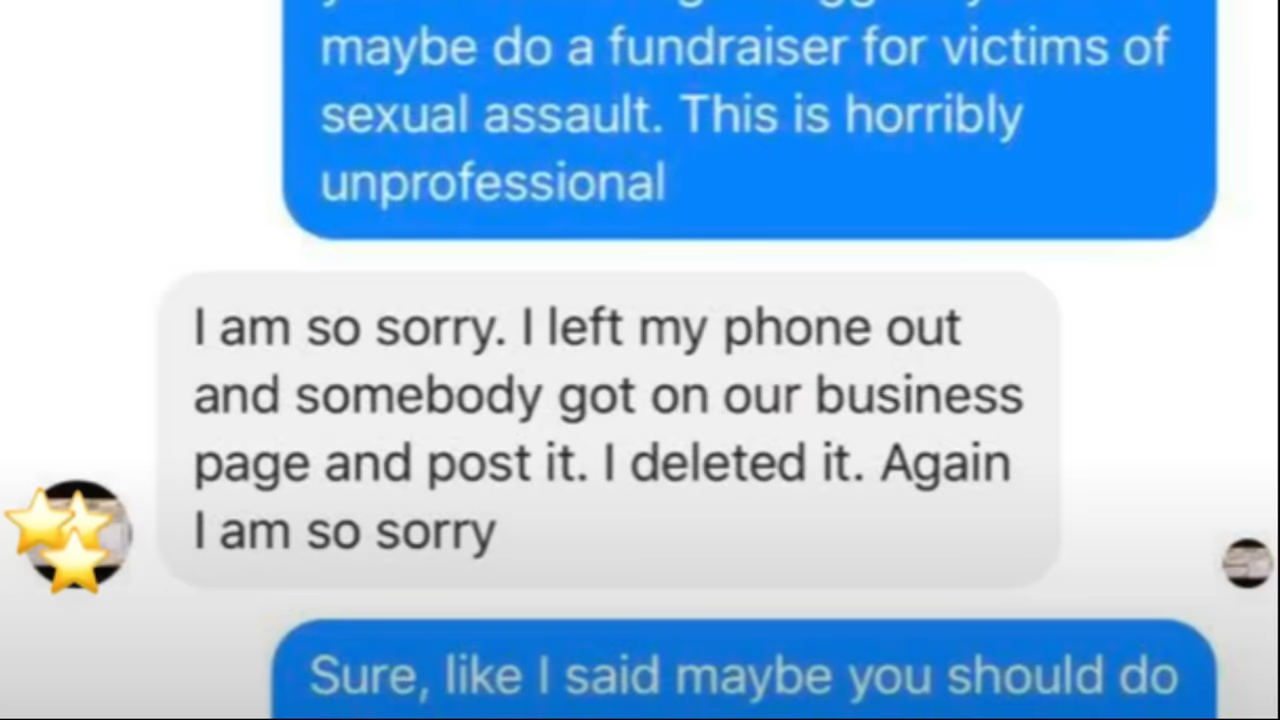 maybe do a fundraiser for victims of
sexual assault. This is horribly
unprofessional
I am so sorry. I left my phone out
and somebody got on our business
page and post it. I deleted it. Again
I am so sorry
Sure, like I said maybe you should do